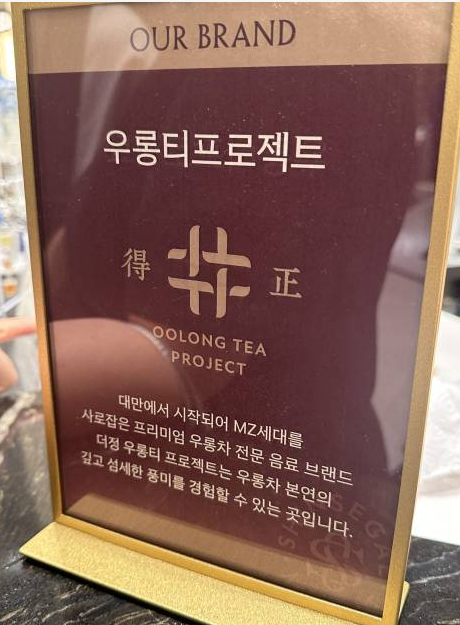 OUR BRAND
우롱티프로젝트
得 正
OOLONG TEA
PROJECT
대만에서 시작되어 MZ세대를
사로잡은 프리미엄 우롱차 전문 음료 브랜드
더정 우롱티 프로젝트는 우롱차 본연의
깊고 섬세한 풍미를 경험할 수 있는 곳입니다.